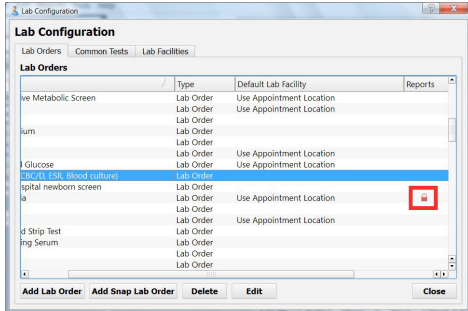 Lab Configuration
Lab Configuration
Lab Orders Common Tests Lab Facilities
Lab Orders
Type Default Lab Facility Reports
ive Metabolic Screen Lab Order Use Appointment Location
Lab Order Use Appointment Location
Lab Order
ium Lab Order
Lab Order
Lab Order Use Appointment Location
l Glucose Lab Order Use Appointment Location
CBC/D, ESR, Blood culture) Lab Order
spital newborn screen Lab Order
a Lab Order Use Appointment Location
Lab Order
Lab Order Use Appointment Location
d Strip Test Lab Order
ing Serum Lab Order
Lab Order
Lab Order
Add Lab Order Add Snap Lab Order Delete Edit Close